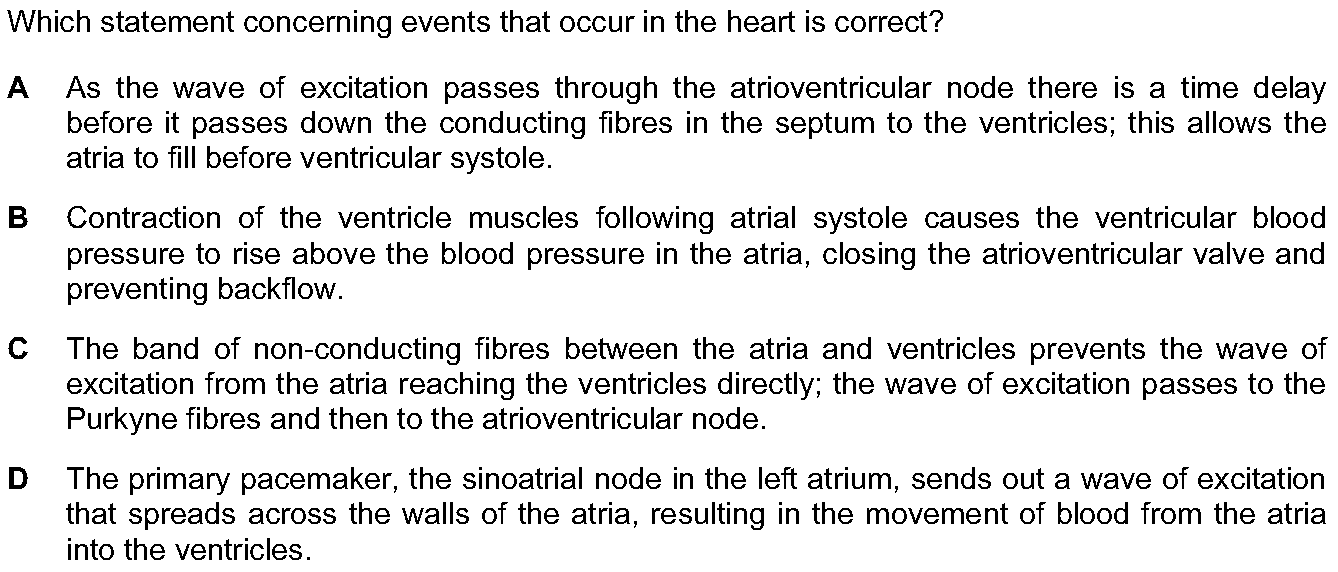 Which statement concerning events that occur in the heart is correct?
A As the wave of excitation passes through the atrioventricular node there is a time delay
before it passes down the conducting fibres in the septum to the ventricles; this allows the
atria to fill before ventricular systole.
B Contraction of the ventricle muscles following atrial systole causes the ventricular blood
pressure to rise above the blood pressure in the atria, closing the atrioventricular valve and
preventing backflow.
C The band of non-conducting fibres between the atria and ventricles prevents the wave of
excitation from the atria reaching the ventricles directly; the wave of excitation passes to the
Purkyne fibres and then to the atrioventricular node.
D The primary pacemaker, the sinoatrial node in the left atrium, sends out a wave of excitation
that spreads across the walls of the atria, resulting in the movement of blood from the atria
into the ventricles.